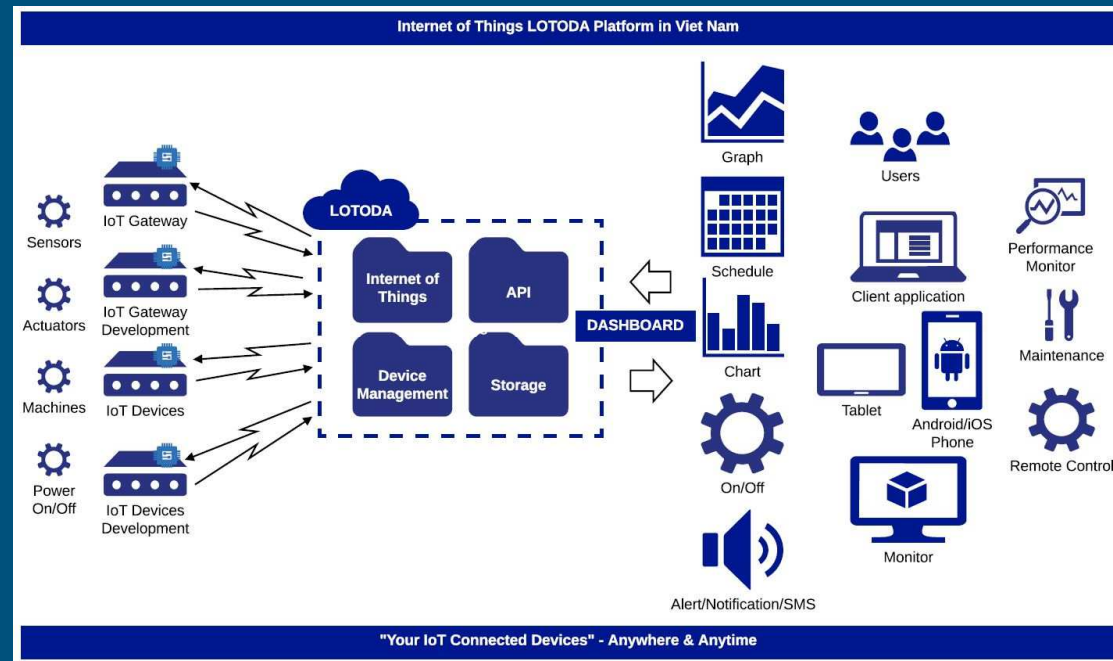 Internet of Things LOTODA Platform in Viet Nam
Sensors
Actuators
Machines
Power
On/Off
IoT Gateway
IoT Gateway
Development
IoT Devices
IoT Devices
Development
LOTODA
Internet of
Things
API
Device
Management
Storage
DASHBOARD
Graph
Schedule
Chart
On/Off
Alert/Notification/SMS
Users
Client application
Tablet
Android/iOS
Phone
Monitor
Performance
Monitor
Maintenance
Remote Control
"Your IoT Connected Devices" - Anywhere & Anytime